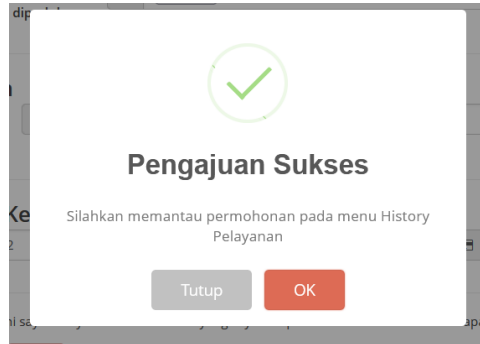 Pengajuan Sukses
Silahkan memantau permohonan pada menu History
Pelayanan
Tutup
OK